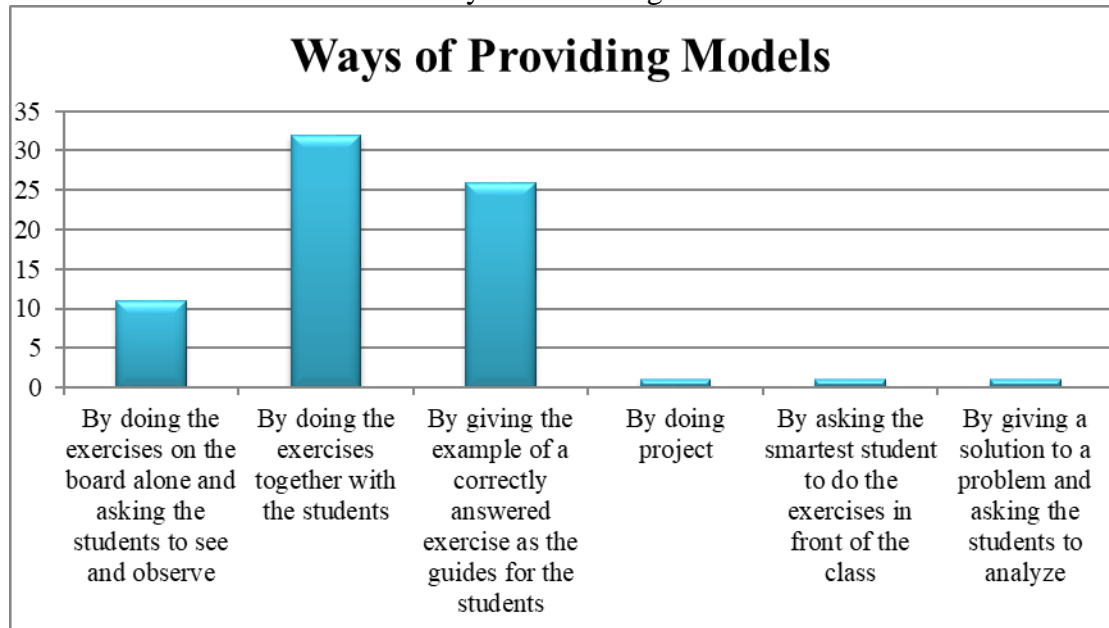 Ways of Providing Models
35
30
25
20
15
10
5
0
By doing the
exercises on the
board alone and
asking the
students to see
and observe
By doing the
exercises
together with
the students
By giving the
example of a
correctly
answered
exercise as the
guides for the
students
By doing
project
By asking the
smartest student
to do the
exercises in
front of the
class
By giving a
solution to a
problem and
asking the
students to
analyze